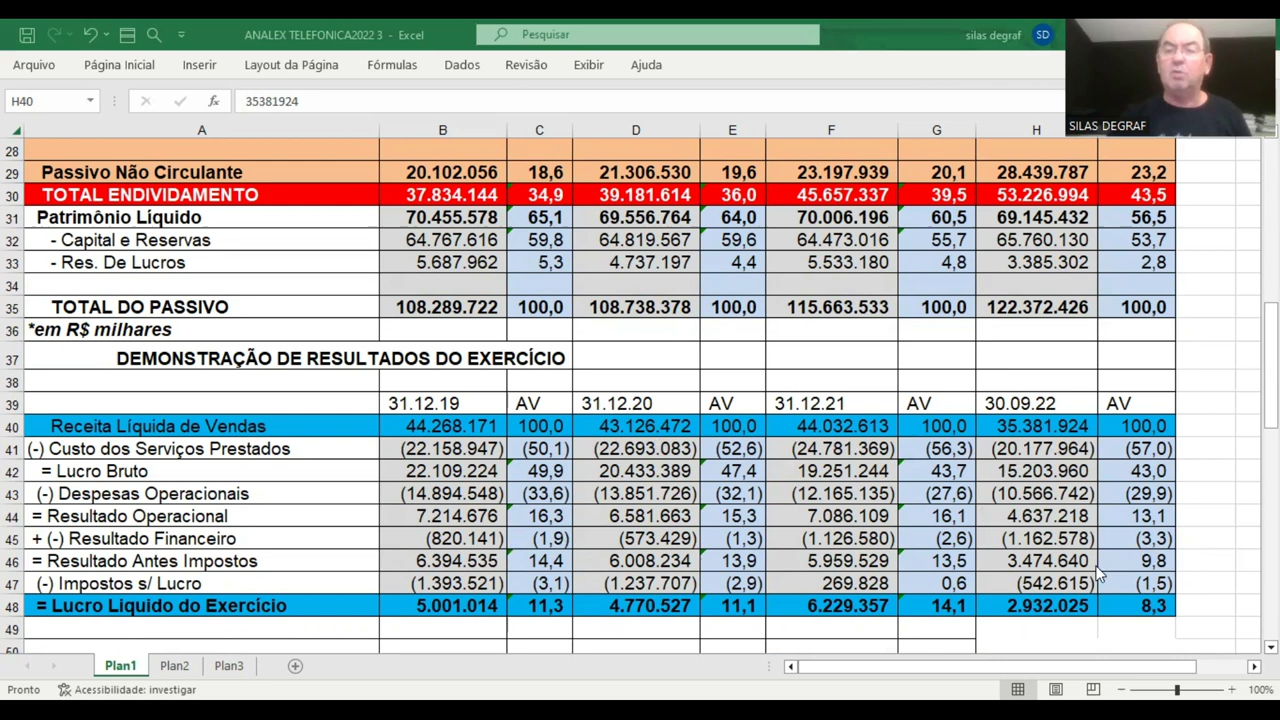 ANALEX TELEFONICA2022 3 - Excel
Pesquisar
silas degraf
SD
Arquivo Página Inicial Inserir Layout da Página Fórmulas Dados Revisão Exibir Ajuda
H40 fx 35381924
SILAS DEGRAF
A B C D E F G H
28
29 Passivo Não Circulante 20.102.056 18,6 21.306.530 19,6 23.197.939 20,1 28.439.787 23,2
30 TOTAL ENDIVIDAMENTO 37.834.144 34,9 39.181.614 36,0 45.657.337 39,5 53.226.994 43,5
31 Patrimônio Líquido 70.455.578 65,1 69.556.764 64,0 70.006.196 60,5 69.145.432 56,5
32 - Capital e Reservas 64.767.616 59,8 64.819.567 59,6 64.473.016 55,7 65.760.130 53,7
33 - Res. De Lucros 5.687.962 5,3 4.737.197 4,4 5.533.180 4,8 3.385.302 2,8
34
35 TOTAL DO PASSIVO 108.289.722 100,0 108.738.378 100,0 115.663.533 100,0 122.372.426 100,0
36 *em R$ milhares
37 DEMONSTRAÇÃO DE RESULTADOS DO EXERCÍCIO
38
39 31.12.19 AV 31.12.20 AV 31.12.21 AV 30.09.22 AV
40 Receita Líquida de Vendas 44.268.171 100,0 43.126.472 100,0 44.032.613 100,0 35.381.924 100,0
41 (-) Custo dos Serviços Prestados (22.158.947) (50,1) (22.693.083) (52,6) (24.781.369) (56,3) (20.177.964) (57,0)
42 = Lucro Bruto 22.109.224 49,9 20.433.389 47,4 19.251.244 43,7 15.203.960 43,0
43 (-) Despesas Operacionais (14.894.548) (33,6) (13.851.726) (32,1) (12.165.135) (27,6) (10.566.742) (29,9)
44 = Resultado Operacional 7.214.676 16,3 6.581.663 15,3 7.086.109 16,1 4.637.218 13,1
45 + (-) Resultado Financeiro (820.141) (1,9) (573.429) (1,3) (1.126.580) (2,6) (1.162.578) (3,3)
46 = Resultado Antes Impostos 6.394.535 14,4 6.008.234 13,9 5.959.529 13,5 3.474.640 9,8
47 (-) Impostos s/ Lucro (1.393.521) (3,1) (1.237.707) (2,9) 269.828 0,6 (542.615) (1,5)
48 = Lucro Liquido do Exercício 5.001.014 11,3 4.770.527 11,1 6.229.357 14,1 2.932.025 8,3
49
Plan1 Plan2 Plan3
Pronto Acessibilidade: investigar 100%